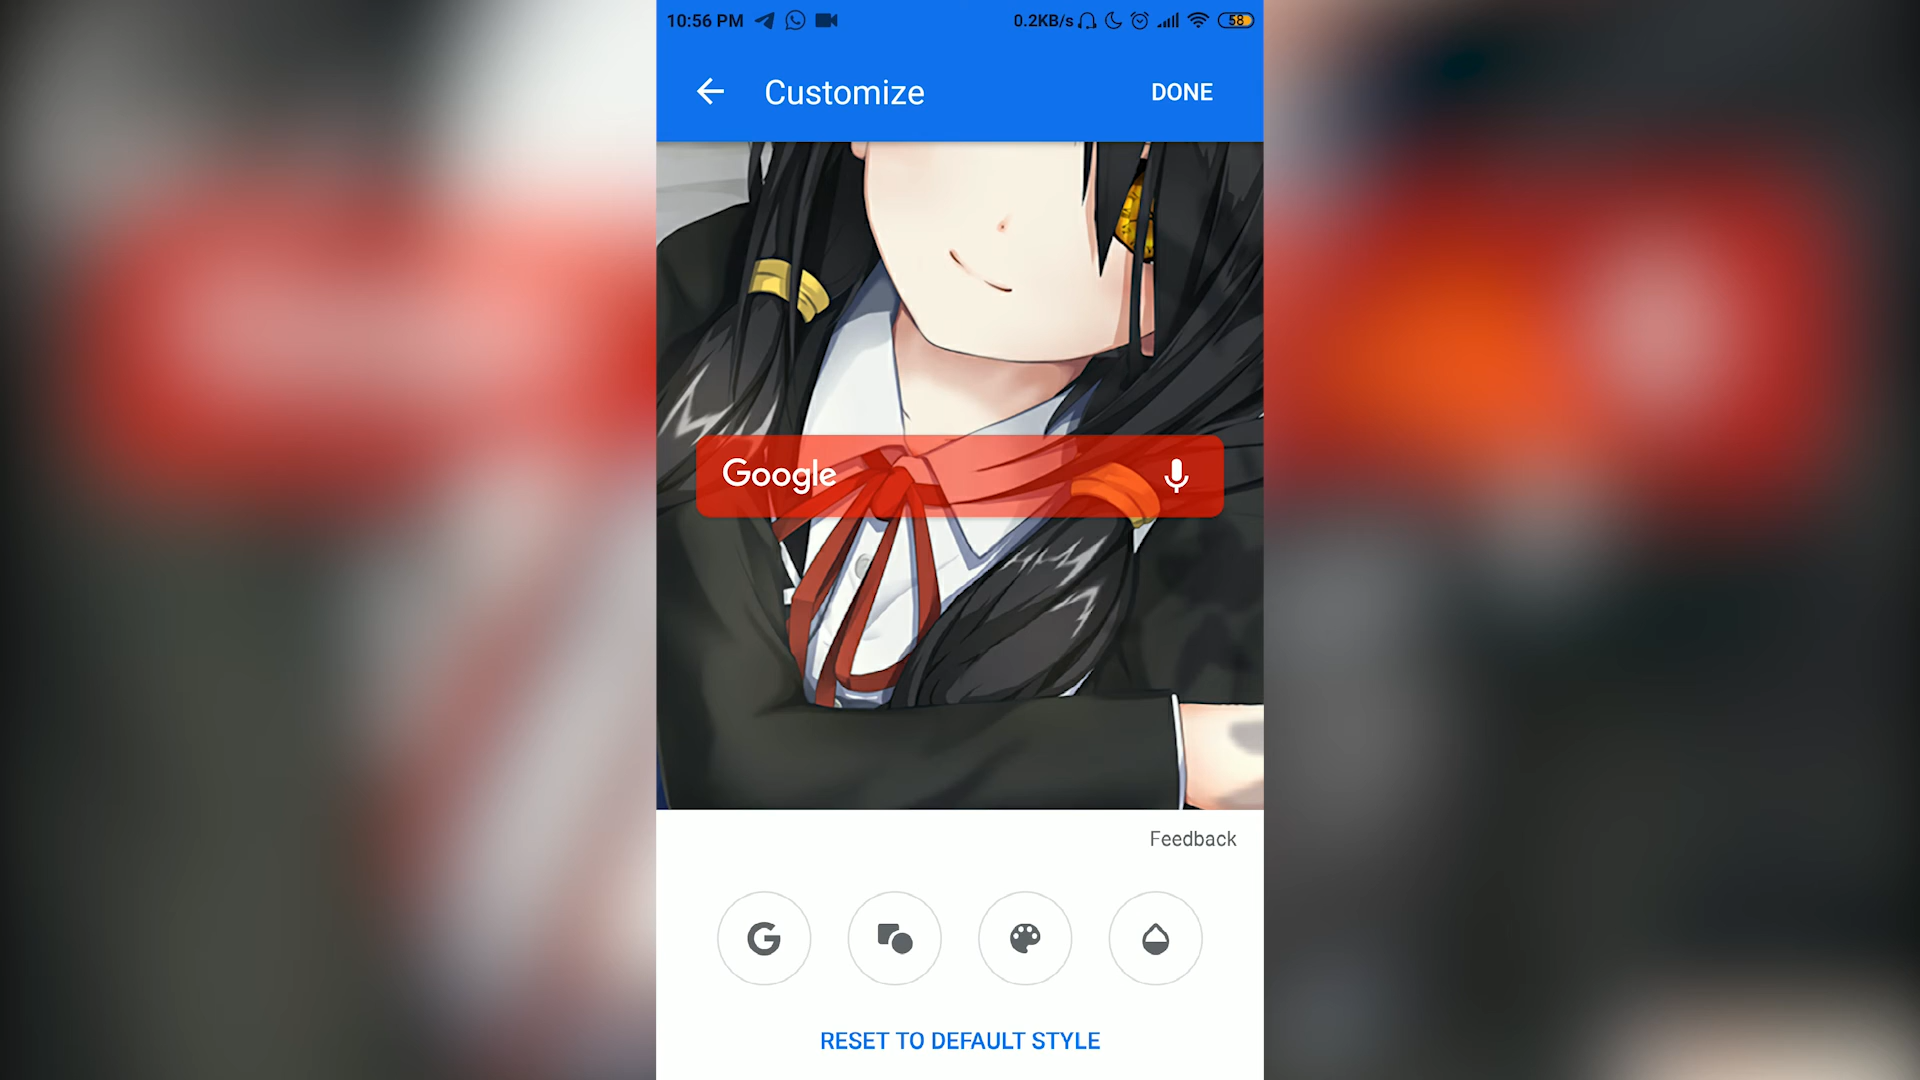 10:56 PM 0.2KB/s 58
Customize DONE
Google
Feedback
G
RESET TO DEFAULT STYLE